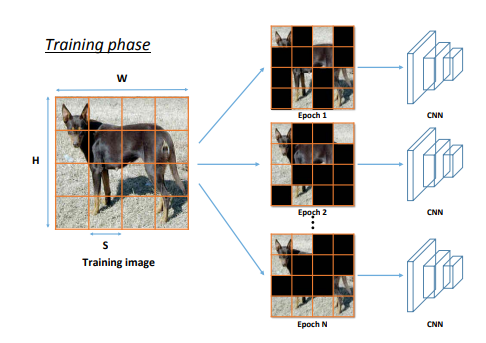 Training phase
W
H
S
Training image
Epoch 1
CNN
Epoch 2
CNN
Epoch N
CNN